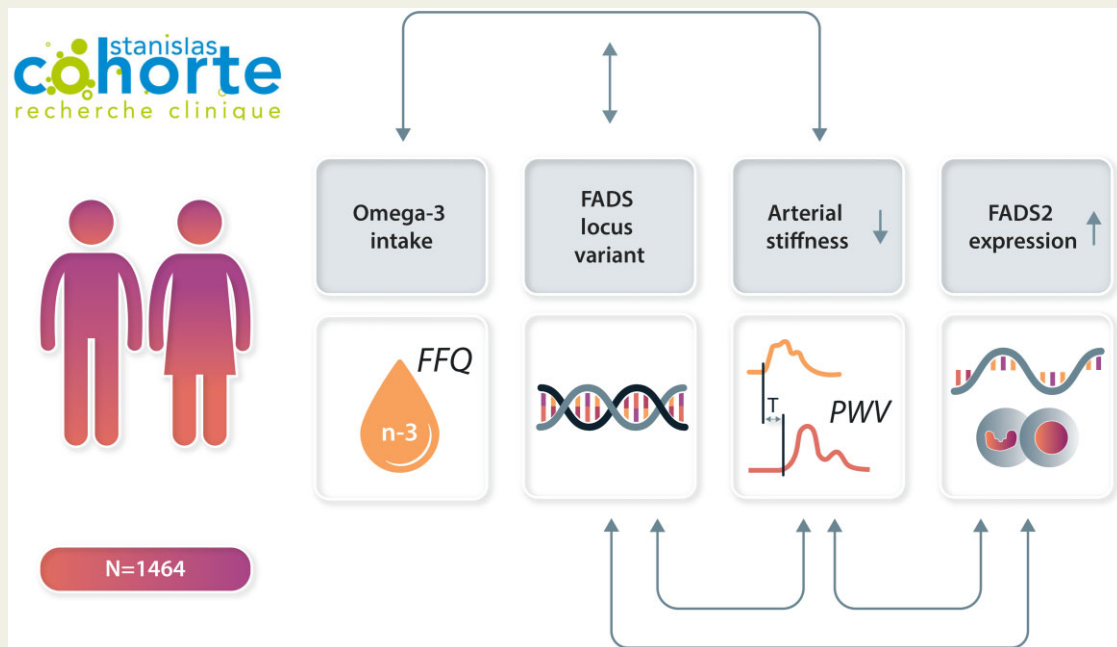 stanislas
cohorte
recherche clinique
Omega-3
intake
FADS
locus
variant
Arterial
stiffness
FADS2
expression
FFQ
n-3
T
PWV
N=1464